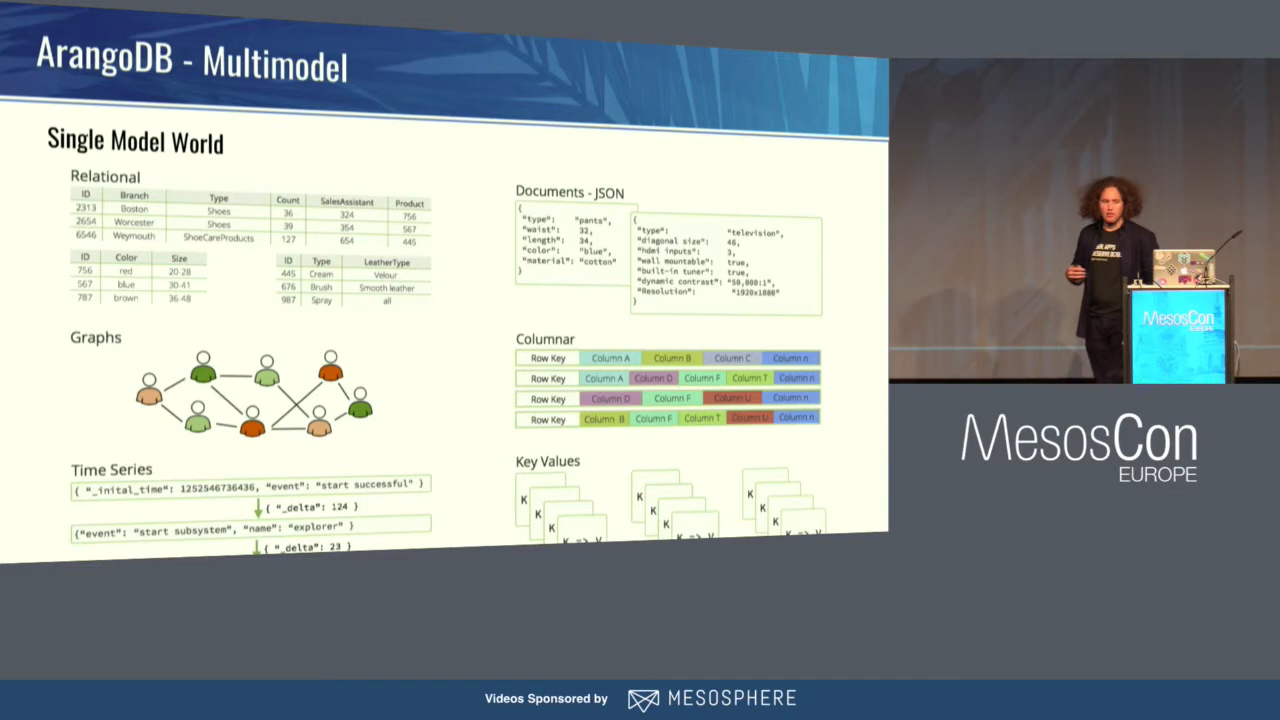 ArangoDB - Multimodel
Single Model World
Relational
ID Branch Type Count SalesAssistant Product
2313 Boston Shoes 36 324 756
2654 Worcester Shoes 39 354 567
6546 Weymouth ShoeCareProducts 127 654 445
ID Color Size
756 red 20-28
567 blue 30-41
787 brown 36-48
ID Type LeatherType
445 Cream Velour
676 Brush Smooth leather
987 Spray all
Graphs
Time Series
{ "_inital_time": 1252546736436, "event": "start successful" }
{ "_delta": 124 }
{"event": "start subsystem", "name": "explorer" }
{ "_delta": 23 }
Documents - JSON
{
"type": "pants",
"waist": 32,
"length": 34,
"color": "blue",
"material": "cotton"
}
{
"type": "television",
"diagonal size": 46,
"hdmi inputs": 3,
"wall mountable": true,
"built-in tuner": true,
"dynamic contrast": "50,000:1",
"Resolution": "1920x1080"
}
Columnar
Row Key Column A Column B Column C Column n
Row Key Column A Column D Column F Column T Column n
Row Key Column D Column F Column U Column n
Row Key Column B Column F Column T Column U Column n
Key Values
K
K
K
K => V
K
K
K
K => V
K
K
K
K => V
MesosCon
EUROPE
MesosCon
EUROPE
Videos Sponsored by MESOSPHERE